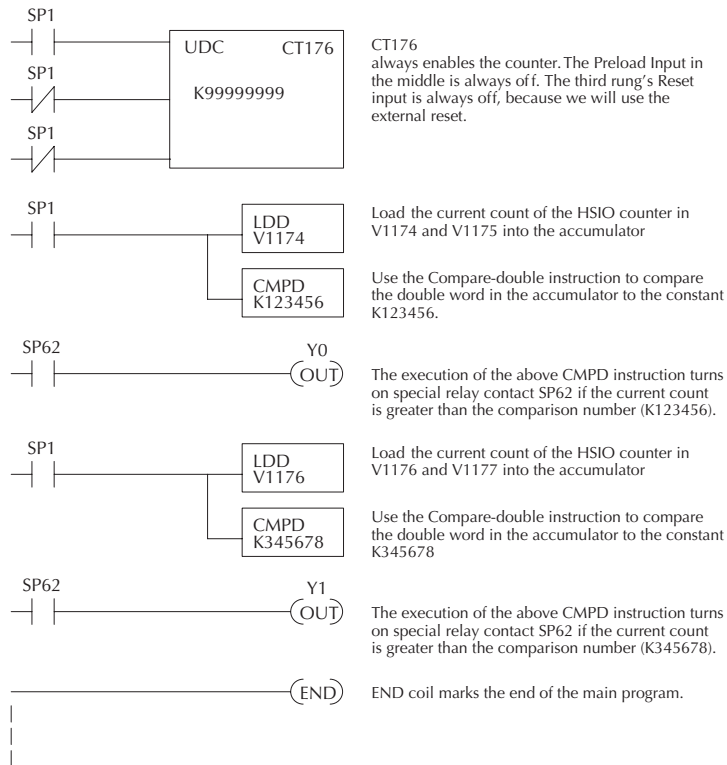 SP1
UDC CT176
SP1
K99999999
SP1
CT176
always enables the counter. The Preload Input in
the middle is always off. The third rung's Reset
input is always off, because we will use the
external reset.
SP1
LDD
V1174
Load the current count of the HSIO counter in
V1174 and V1175 into the accumulator
CMPD
K123456
Use the Compare-double instruction to compare
the double word in the accumulator to the constant
K123456.
SP62
Y0
OUT
The execution of the above CMPD instruction turns
on special relay contact SP62 if the current count
is greater than the comparison number (K123456).
SP1
LDD
V1176
Load the current count of the HSIO counter in
V1176 and V1177 into the accumulator
CMPD
K345678
Use the Compare-double instruction to compare
the double word in the accumulator to the constant
K345678
SP62
Y1
OUT
The execution of the above CMPD instruction turns
on special relay contact SP62 if the current count
is greater than the comparison number (K345678).
END
END coil marks the end of the main program.